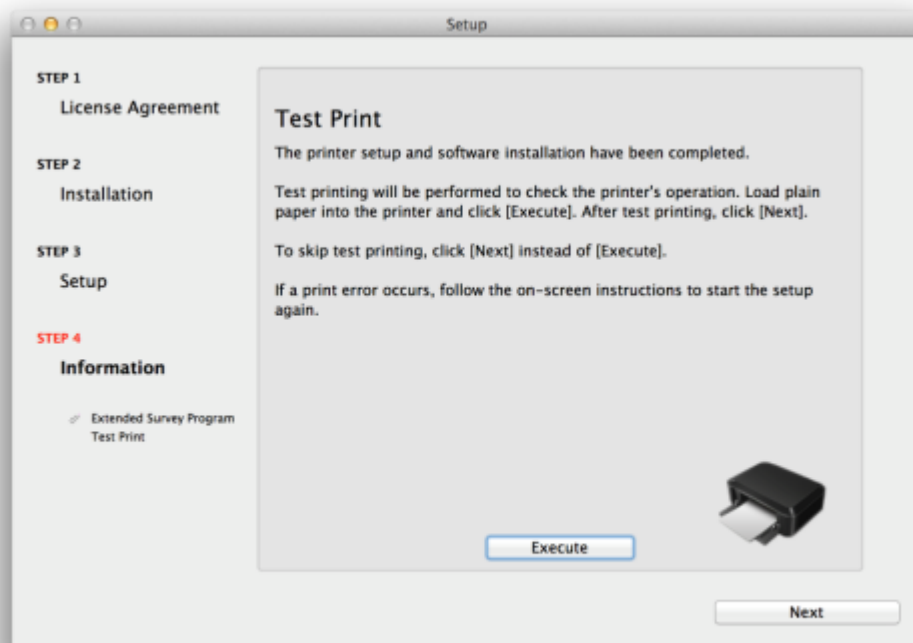 Setup
STEP 1
License Agreement
STEP 2
Installation
STEP 3
Setup
STEP 4
Information
Extended Survey Program
Test Print
Test Print
The printer setup and software installation have been completed.
Test printing will be performed to check the printer's operation. Load plain
paper into the printer and click [Execute]. After test printing, click [Next].
To skip test printing, click [Next] instead of [Execute].
If a print error occurs, follow the on-screen instructions to start the setup
again.
Execute
Next